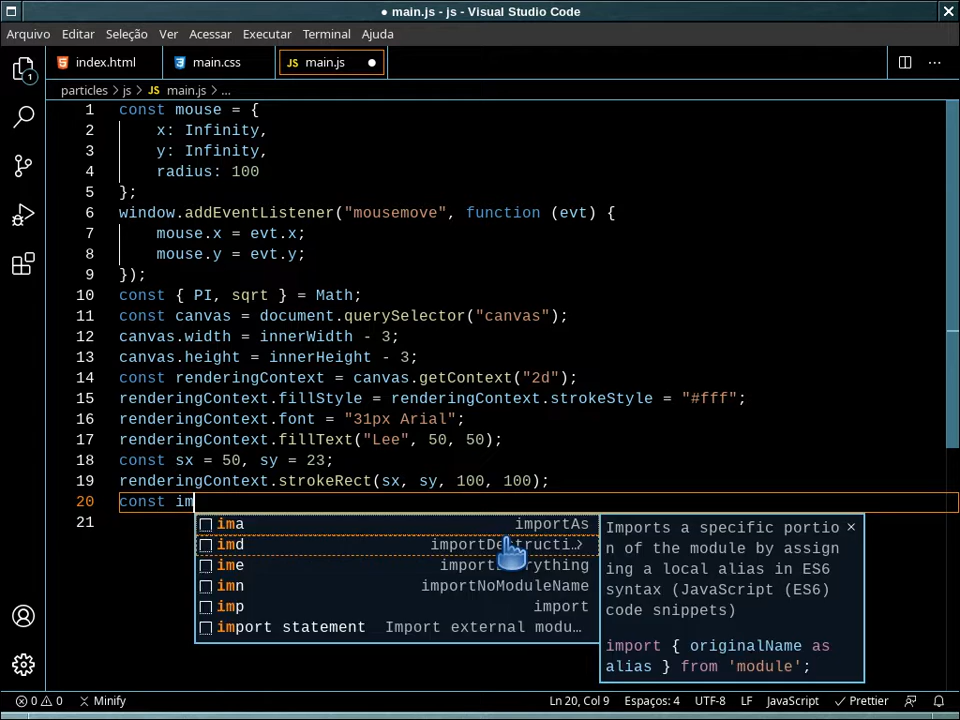 ● main.js - js - Visual Studio Code
Arquivo Editar Seleção Ver Acessar Executar Terminal Ajuda
index.html main.css JS main.js ●
particles > js > JS main.js > ...
1 const mouse = {
2 x: Infinity,
3 y: Infinity,
4 radius: 100
5 };
6 window.addEventListener("mousemove", function (evt) {
7 mouse.x = evt.x;
8 mouse.y = evt.y;
9 });
10 const { PI, sqrt } = Math;
11 const canvas = document.querySelector("canvas");
12 canvas.width = innerWidth - 3;
13 canvas.height = innerHeight - 3;
14 const renderingContext = canvas.getContext("2d");
15 renderingContext.fillStyle = renderingContext.strokeStyle = "#fff";
16 renderingContext.font = "31px Arial";
17 renderingContext.fillText("Lee", 50, 50);
18 const sx = 50, sy = 23;
19 renderingContext.strokeRect(sx, sy, 100, 100);
20 const im
21
ima importAs
imd
ime
imn importNoModuleName
imp import
import statement Import external modu…
Imports a specific portio
n of the module by assign
ing a local alias in ES6
syntax (JavaScript (ES6)
code snippets)
import { originalName as
alias } from 'module';
1
0 0 Minify Ln 20, Col 9 Espaços: 4 UTF-8 LF JavaScript Prettier